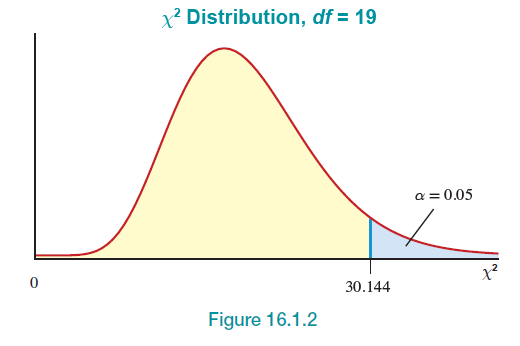 χ² Distribution, df = 19
α = 0.05
χ²
0
30.144
Figure 16.1.2